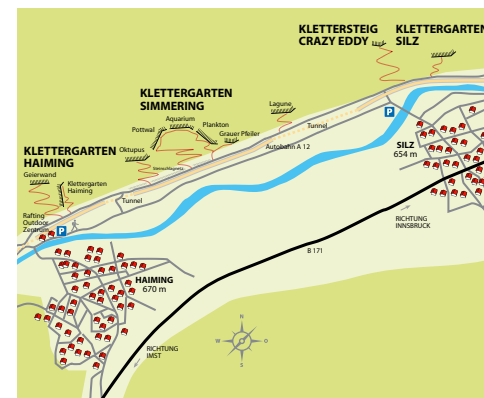 KLETTERSTEIG
CRAZY EDDY
KLETTERGARTEN
SILZ
KLETTERGARTEN
SIMMERING
Lagune
Aquarium
Plankton
Pottwal
Grauer Pfeiler
Tunnel
P
Oktupus
Autobahn A 12
SILZ
654 m
KLETTERGARTEN
HAIMING
Geierwand
Klettergarten
Haiming
Tunnel
Rafting
Outdoor
Zentrum
P
RICHTUNG
INNSBRUCK
B 171
HAIMING
670 m
N
W
O
S
RICHTUNG
IMST